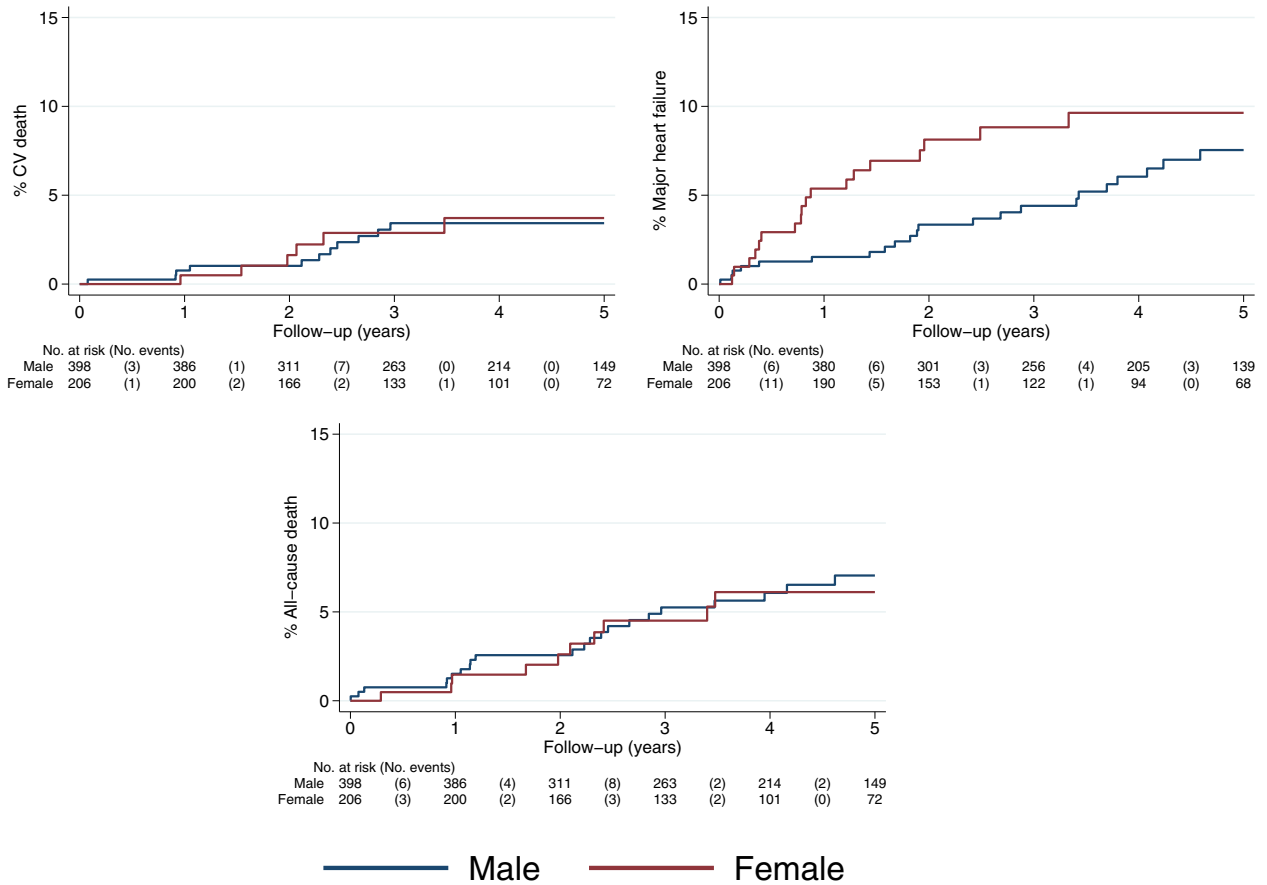 % CV death
15
10
5
0
0 1 2 3 4 5
Follow-up (years)
No. at risk (No. events)
Male 398 (3) 386 (1) 311 (7) 263 (0) 214 (0) 149
Female 206 (1) 200 (2) 166 (2) 133 (1) 101 (0) 72
% Major heart failure
15
10
5
0
0 1 2 3 4 5
Follow-up (years)
No. at risk (No. events)
Male 398 (6) 380 (6) 301 (3) 256 (4) 205 (3) 139
Female 206 (11) 190 (5) 153 (1) 122 (1) 94 (0) 68
% All-cause death
15
10
5
0
0 1 2 3 4 5
Follow-up (years)
No. at risk (No. events)
Male 398 (6) 386 (4) 311 (8) 263 (2) 214 (2) 149
Female 206 (3) 200 (2) 166 (3) 133 (2) 101 (0) 72
Male Female